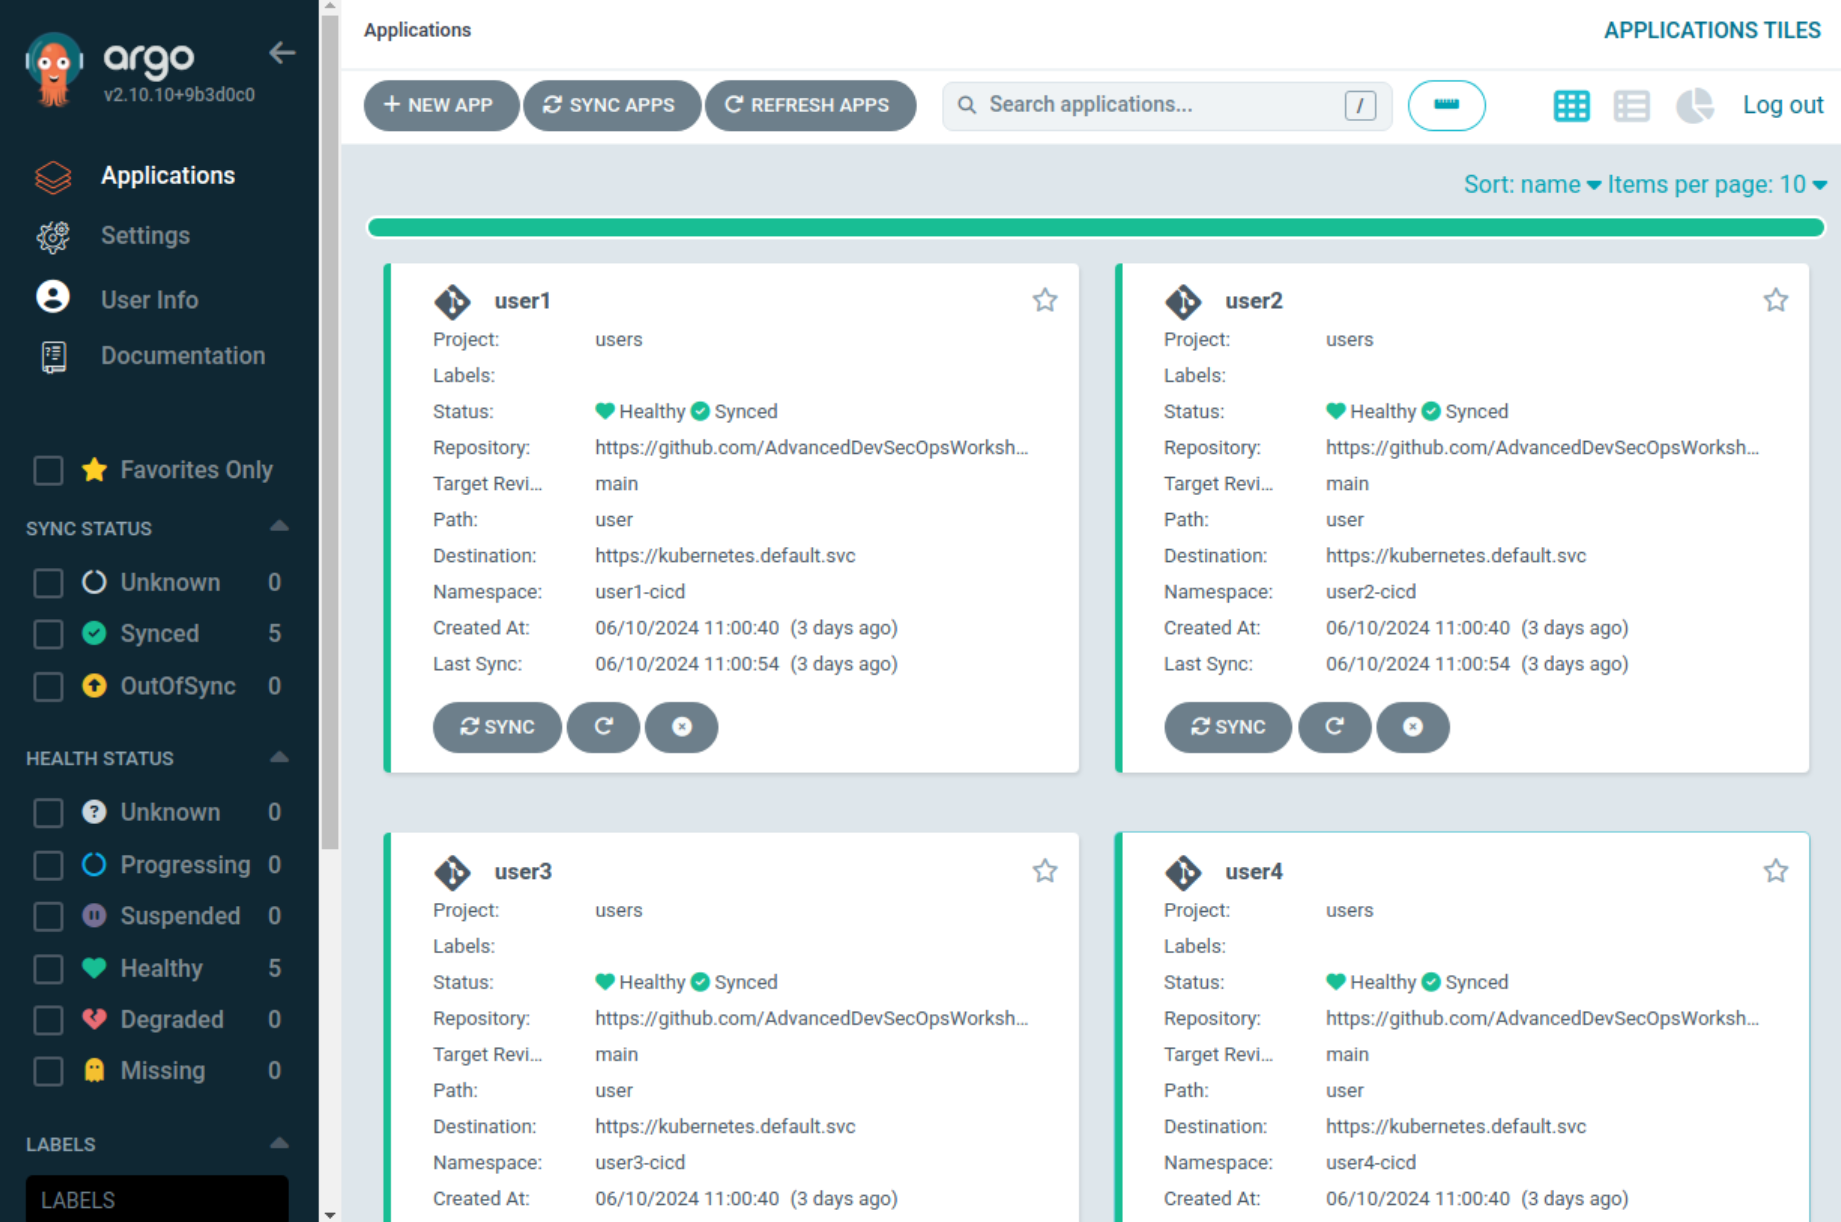 argo
v2.10.10+9b3d0c0
Applications
Settings
User Info
Documentation
Favorites Only
SYNC STATUS
Unknown 0
Synced 5
OutOfSync 0
HEALTH STATUS
Unknown 0
Progressing 0
Suspended 0
Healthy 5
Degraded 0
Missing 0
LABELS
LABELS
Applications
APPLICATIONS TILES
+ NEW APP SYNC APPS REFRESH APPS Search applications... / Log out
Sort: name Items per page: 10
user1
Project: users
Labels:
Status: Healthy Synced
Repository: https://github.com/AdvancedDevSecOpsWorksh...
Target Revi... main
Path: user
Destination: https://kubernetes.default.svc
Namespace: user1-cicd
Created At: 06/10/2024 11:00:40 (3 days ago)
Last Sync: 06/10/2024 11:00:54 (3 days ago)
SYNC
user2
Project: users
Labels:
Status: Healthy Synced
Repository: https://github.com/AdvancedDevSecOpsWorksh...
Target Revi... main
Path: user
Destination: https://kubernetes.default.svc
Namespace: user2-cicd
Created At: 06/10/2024 11:00:40 (3 days ago)
Last Sync: 06/10/2024 11:00:54 (3 days ago)
SYNC
user3
Project: users
Labels:
Status: Healthy Synced
Repository: https://github.com/AdvancedDevSecOpsWorksh...
Target Revi... main
Path: user
Destination: https://kubernetes.default.svc
Namespace: user3-cicd
Created At: 06/10/2024 11:00:40 (3 days ago)
user4
Project: users
Labels:
Status: Healthy Synced
Repository: https://github.com/AdvancedDevSecOpsWorksh...
Target Revi... main
Path: user
Destination: https://kubernetes.default.svc
Namespace: user4-cicd
Created At: 06/10/2024 11:00:40 (3 days ago)